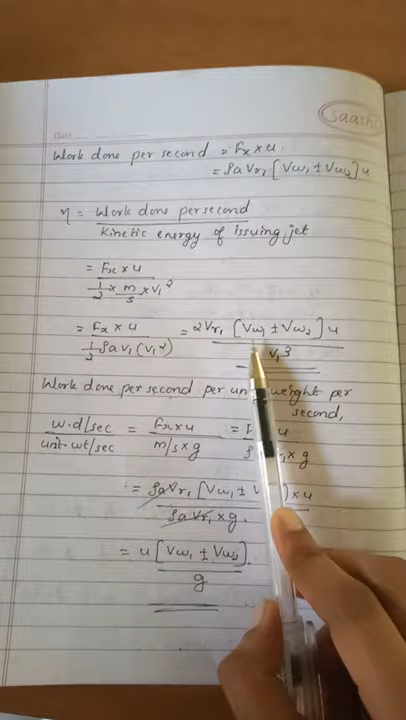 Saath
Date
Work done per second = Fx × u
= ρaVr₁ [Vw₁ ± Vw₂] u
η = Work done per second / Kinetic energy of issuing jet
= Fx × u / ½ × m/s × V₁²
= Fx × u / ½ ρav₁(V₁²) = 2Vr₁ [Vw₁ ± Vw₂] u / V₁³
Work done per second per unit weight per
second,
w.d/sec / unit.wt/sec = Fx × u / m/s × g = u / × g
= ρaVr₁ [Vw₁ ± V ) × u / ρaVr₁ × g
= u [Vw₁ ± Vw₂] / g